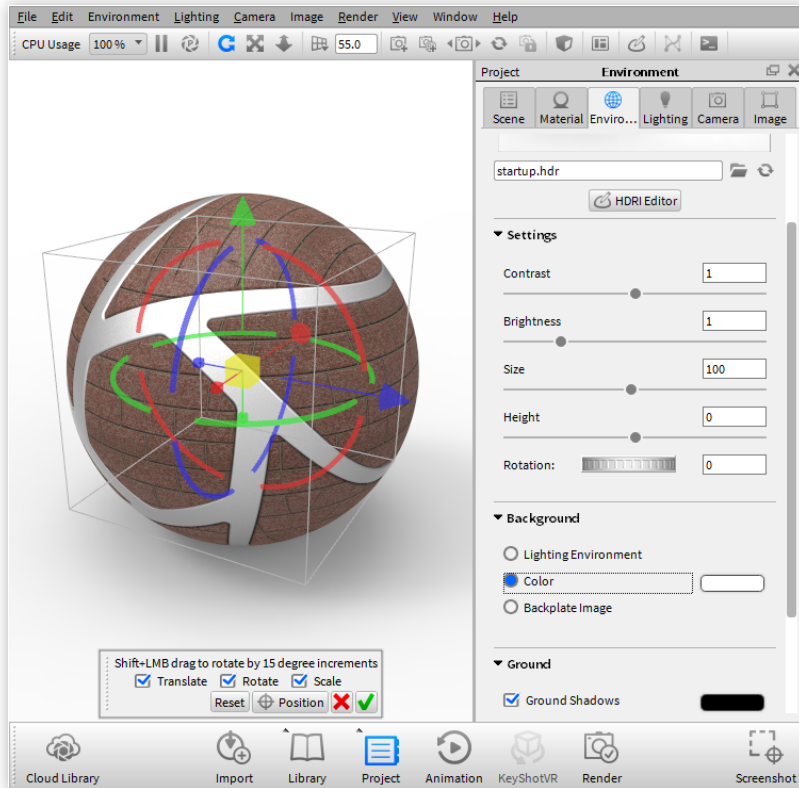 File Edit Environment Lighting Camera Image Render View Window Help
CPU Usage 100 % 55.0
Project Environment
Scene Material Enviro... Lighting Camera Image
startup.hdr
HDRI Editor
Settings
Contrast 1
Brightness 1
Size 100
Height 0
Rotation: 0
Background
Lighting Environment
Color
Backplate Image
Ground
Ground Shadows
Shift+LMB drag to rotate by 15 degree increments
Translate Rotate Scale
Reset Position
Cloud Library Import Library Project Animation KeyShotVR Render Screenshot